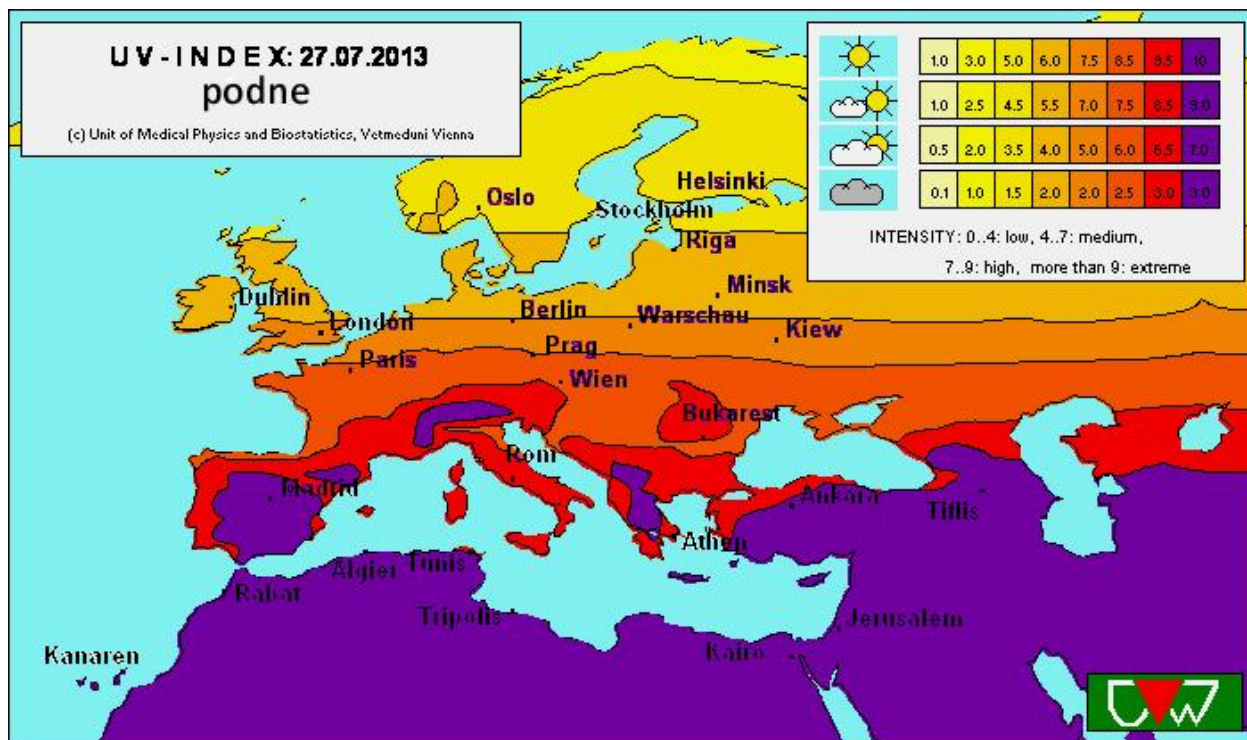 UV-INDEX: 27.07.2013
podne
(c) Unit of Medical Physics and Biostatistics, Vetmeduni Vienna
1.0 3.0 5.0 6.0 7.5 8.5 9.5 10
1.0 2.5 4.5 5.5 7.0 7.5 8.5 9.0
0.5 2.0 3.5 4.0 5.0 6.0 6.5 7.0
0.1 1.0 1.5 2.0 2.0 2.5 3.0 3.0
INTENSITY: 0..4: low, 4..7: medium,
7..9: high, more than 9: extreme
Helsinki
Oslo
Stockholm
Riga
Minsk
Dublin
Berlin
London
Warschau
Kiew
Prag
Paris
Wien
Bukarest
Rom
Madrid
Ankara
Tiflis
Athen
Algier
Tunis
Rabat
Tripolis
Jerusalem
Kairo
Kanaren